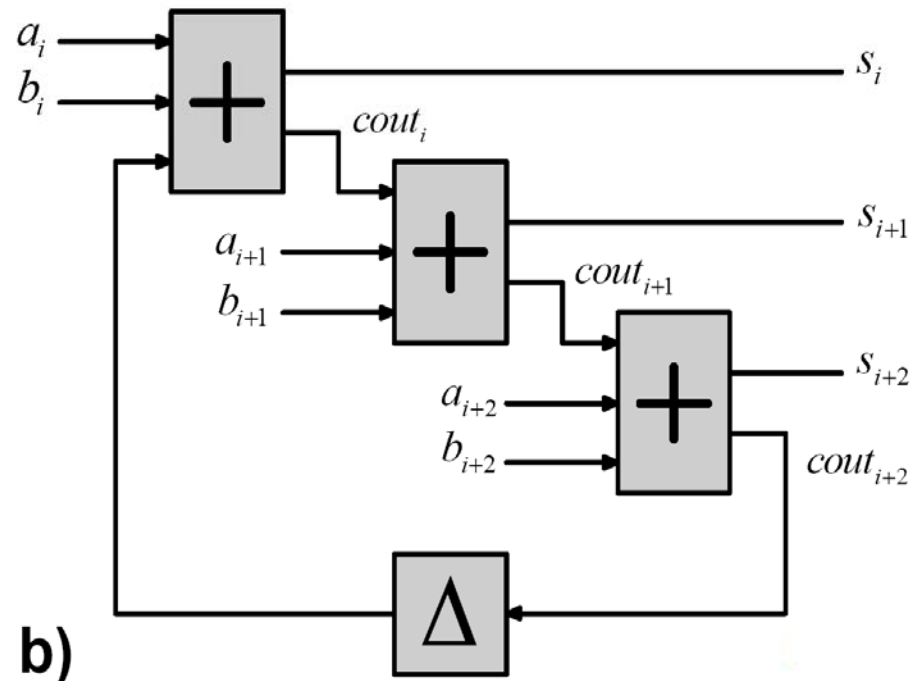 a_i
b_i
+
s_i
cout_i
a_{i+1}
b_{i+1}
+
s_{i+1}
cout_{i+1}
a_{i+2}
b_{i+2}
+
s_{i+2}
cout_{i+2}
Δ
b)